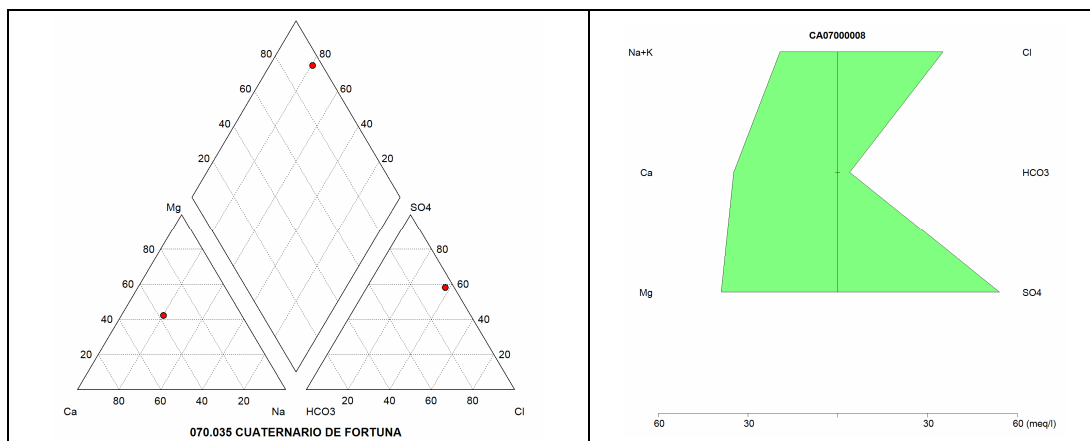 80 80
60 60
40 40
20 20
Mg SO4
80 80
60 60
40 40
20 20
Ca 80 60 40 20 Na HCO3 20 40 60 80 Cl
070.035 CUATERNARIO DE FORTUNA
CA07000008
Na+K Cl
Ca HCO3
Mg SO4
60 30 30 60 (meq/l)